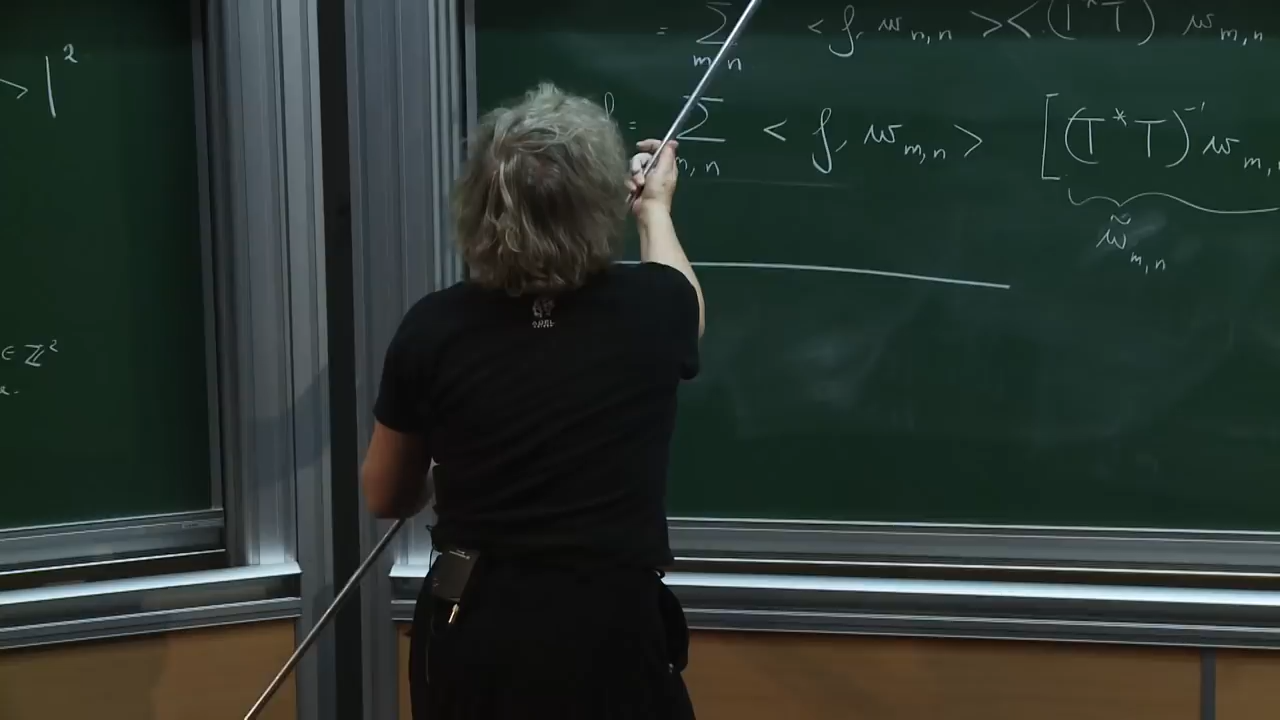 > |²
∈ ℤ²
= ∑_{m,n} < f, w_{m,n} > < (T*T) w_{m,n}
f = ∑_{m,n} < f, w_{m,n} > [(T*T)⁻¹ w_{m,n}
w̃_{m,n}